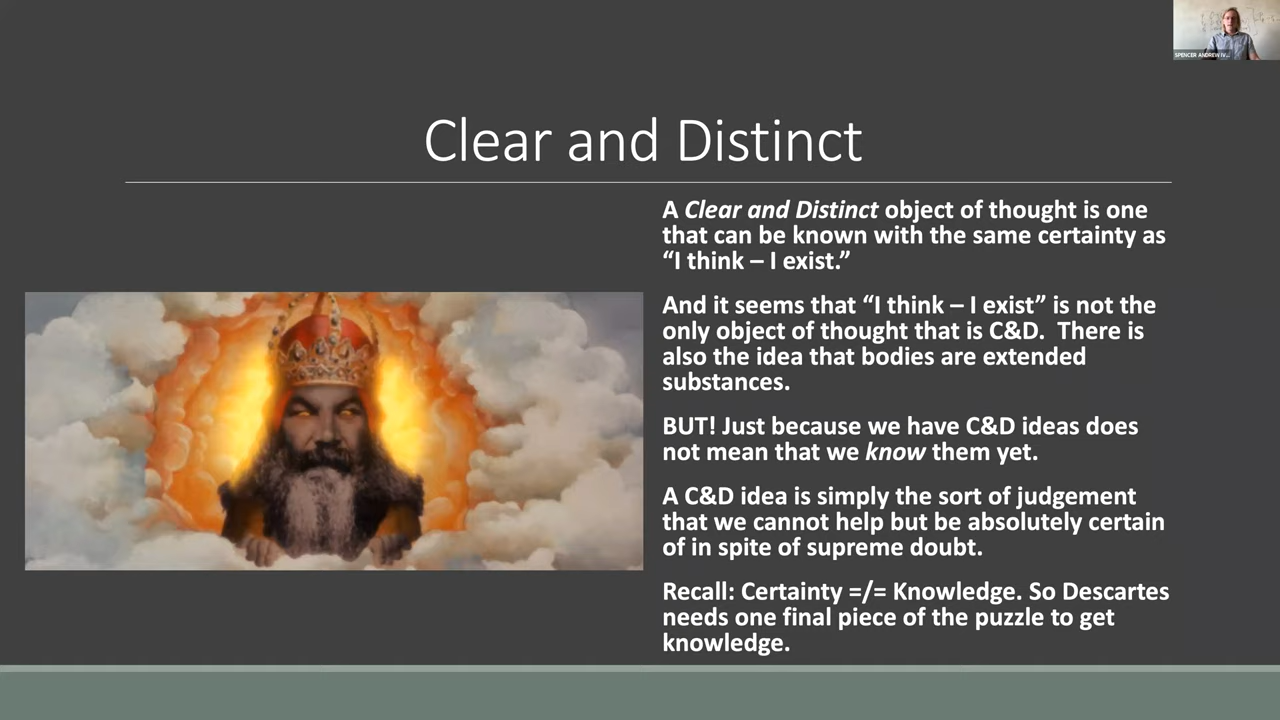 SPENCER ANDREW IV...
Clear and Distinct
A Clear and Distinct object of thought is one
that can be known with the same certainty as
“I think – I exist.”
And it seems that “I think – I exist” is not the
only object of thought that is C&D. There is
also the idea that bodies are extended
substances.
BUT! Just because we have C&D ideas does
not mean that we know them yet.
A C&D idea is simply the sort of judgement
that we cannot help but be absolutely certain
of in spite of supreme doubt.
Recall: Certainty =/= Knowledge. So Descartes
needs one final piece of the puzzle to get
knowledge.